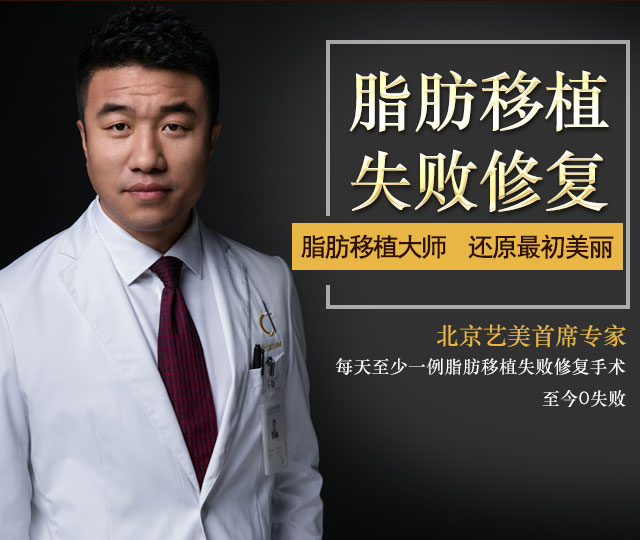 脂肪移植
失败修复
脂肪移植大师 还原最初美丽
北京艺美首席专家
每天至少一例脂肪移植失败修复手术
至今0失败